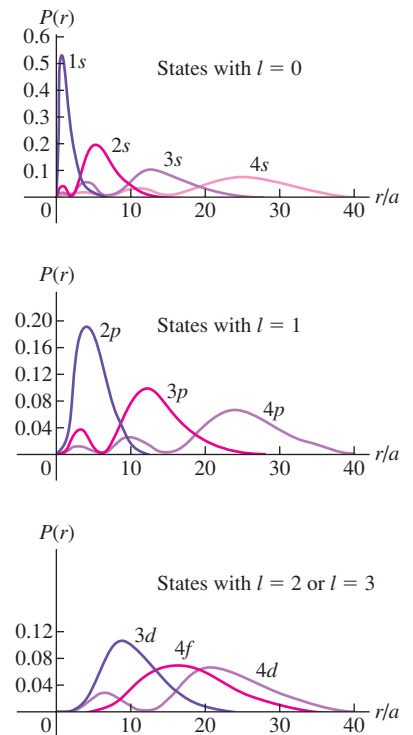 P(r)
0.6
0.5
0.4
0.3
0.2
0.1
1s
States with l = 0
2s
3s
4s
0 10 20 30 40 r/a
P(r)
0.20
0.16
0.12
0.08
0.04
2p
States with l = 1
3p
4p
0 10 20 30 40 r/a
P(r)
States with l = 2 or l = 3
0.12
0.08
0.04
3d
4f
4d
0 10 20 30 40 r/a